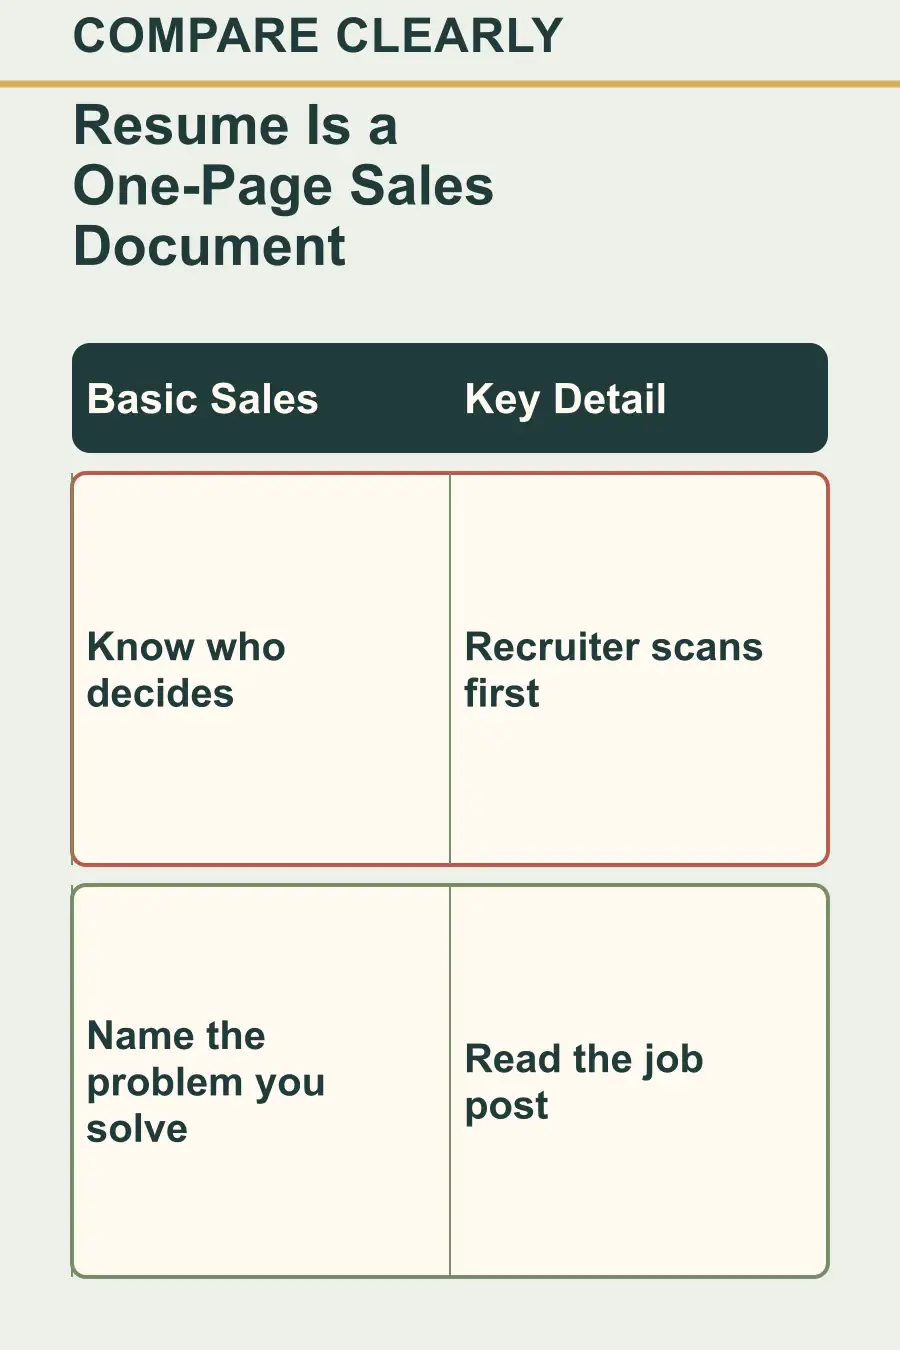 COMPARE CLEARLY
Resume Is a
One-Page Sales
Document
Basic Sales
Key Detail
Know who
decides
Recruiter scans
first
Name the
problem you
solve
Read the job
post